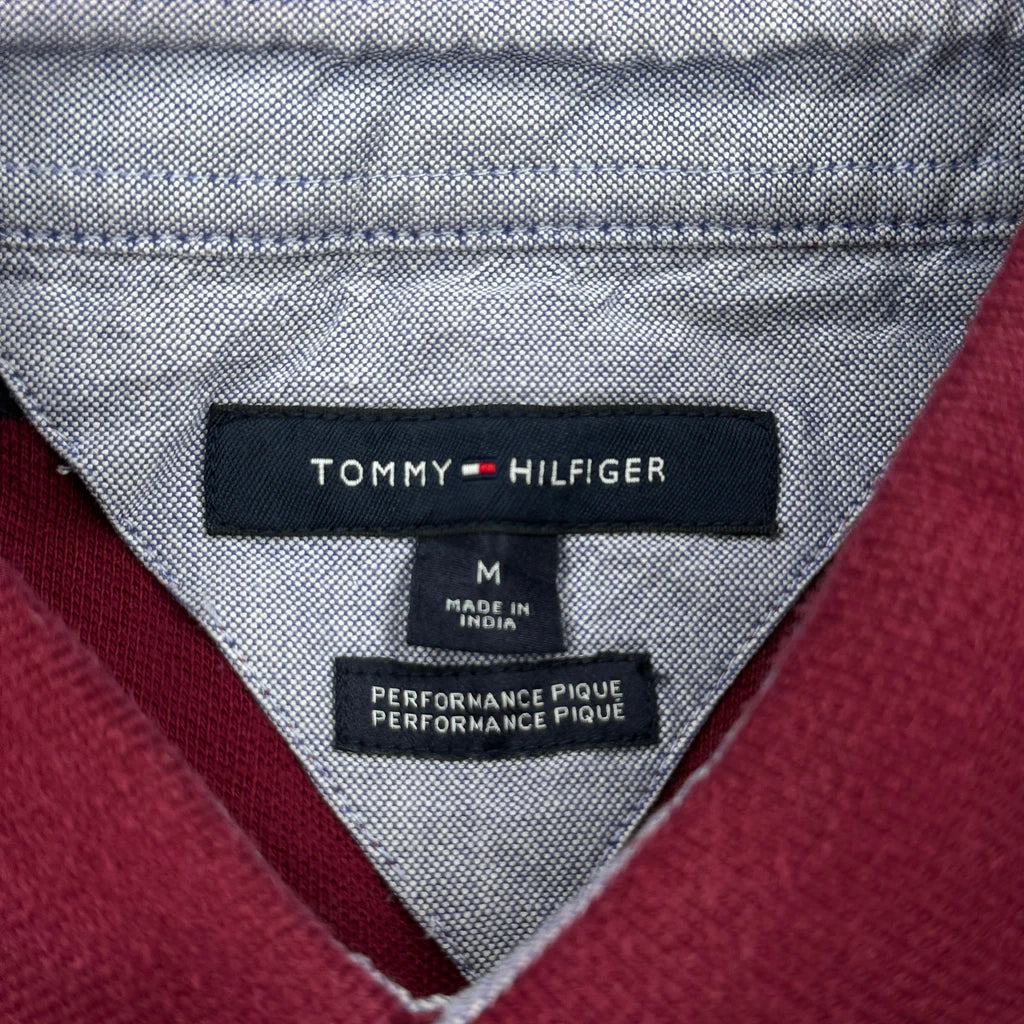 TOMMY HILFIGER
M
MADE IN
INDIA
PERFORMANCE PIQUE
PERFORMANCE PIQUÉ